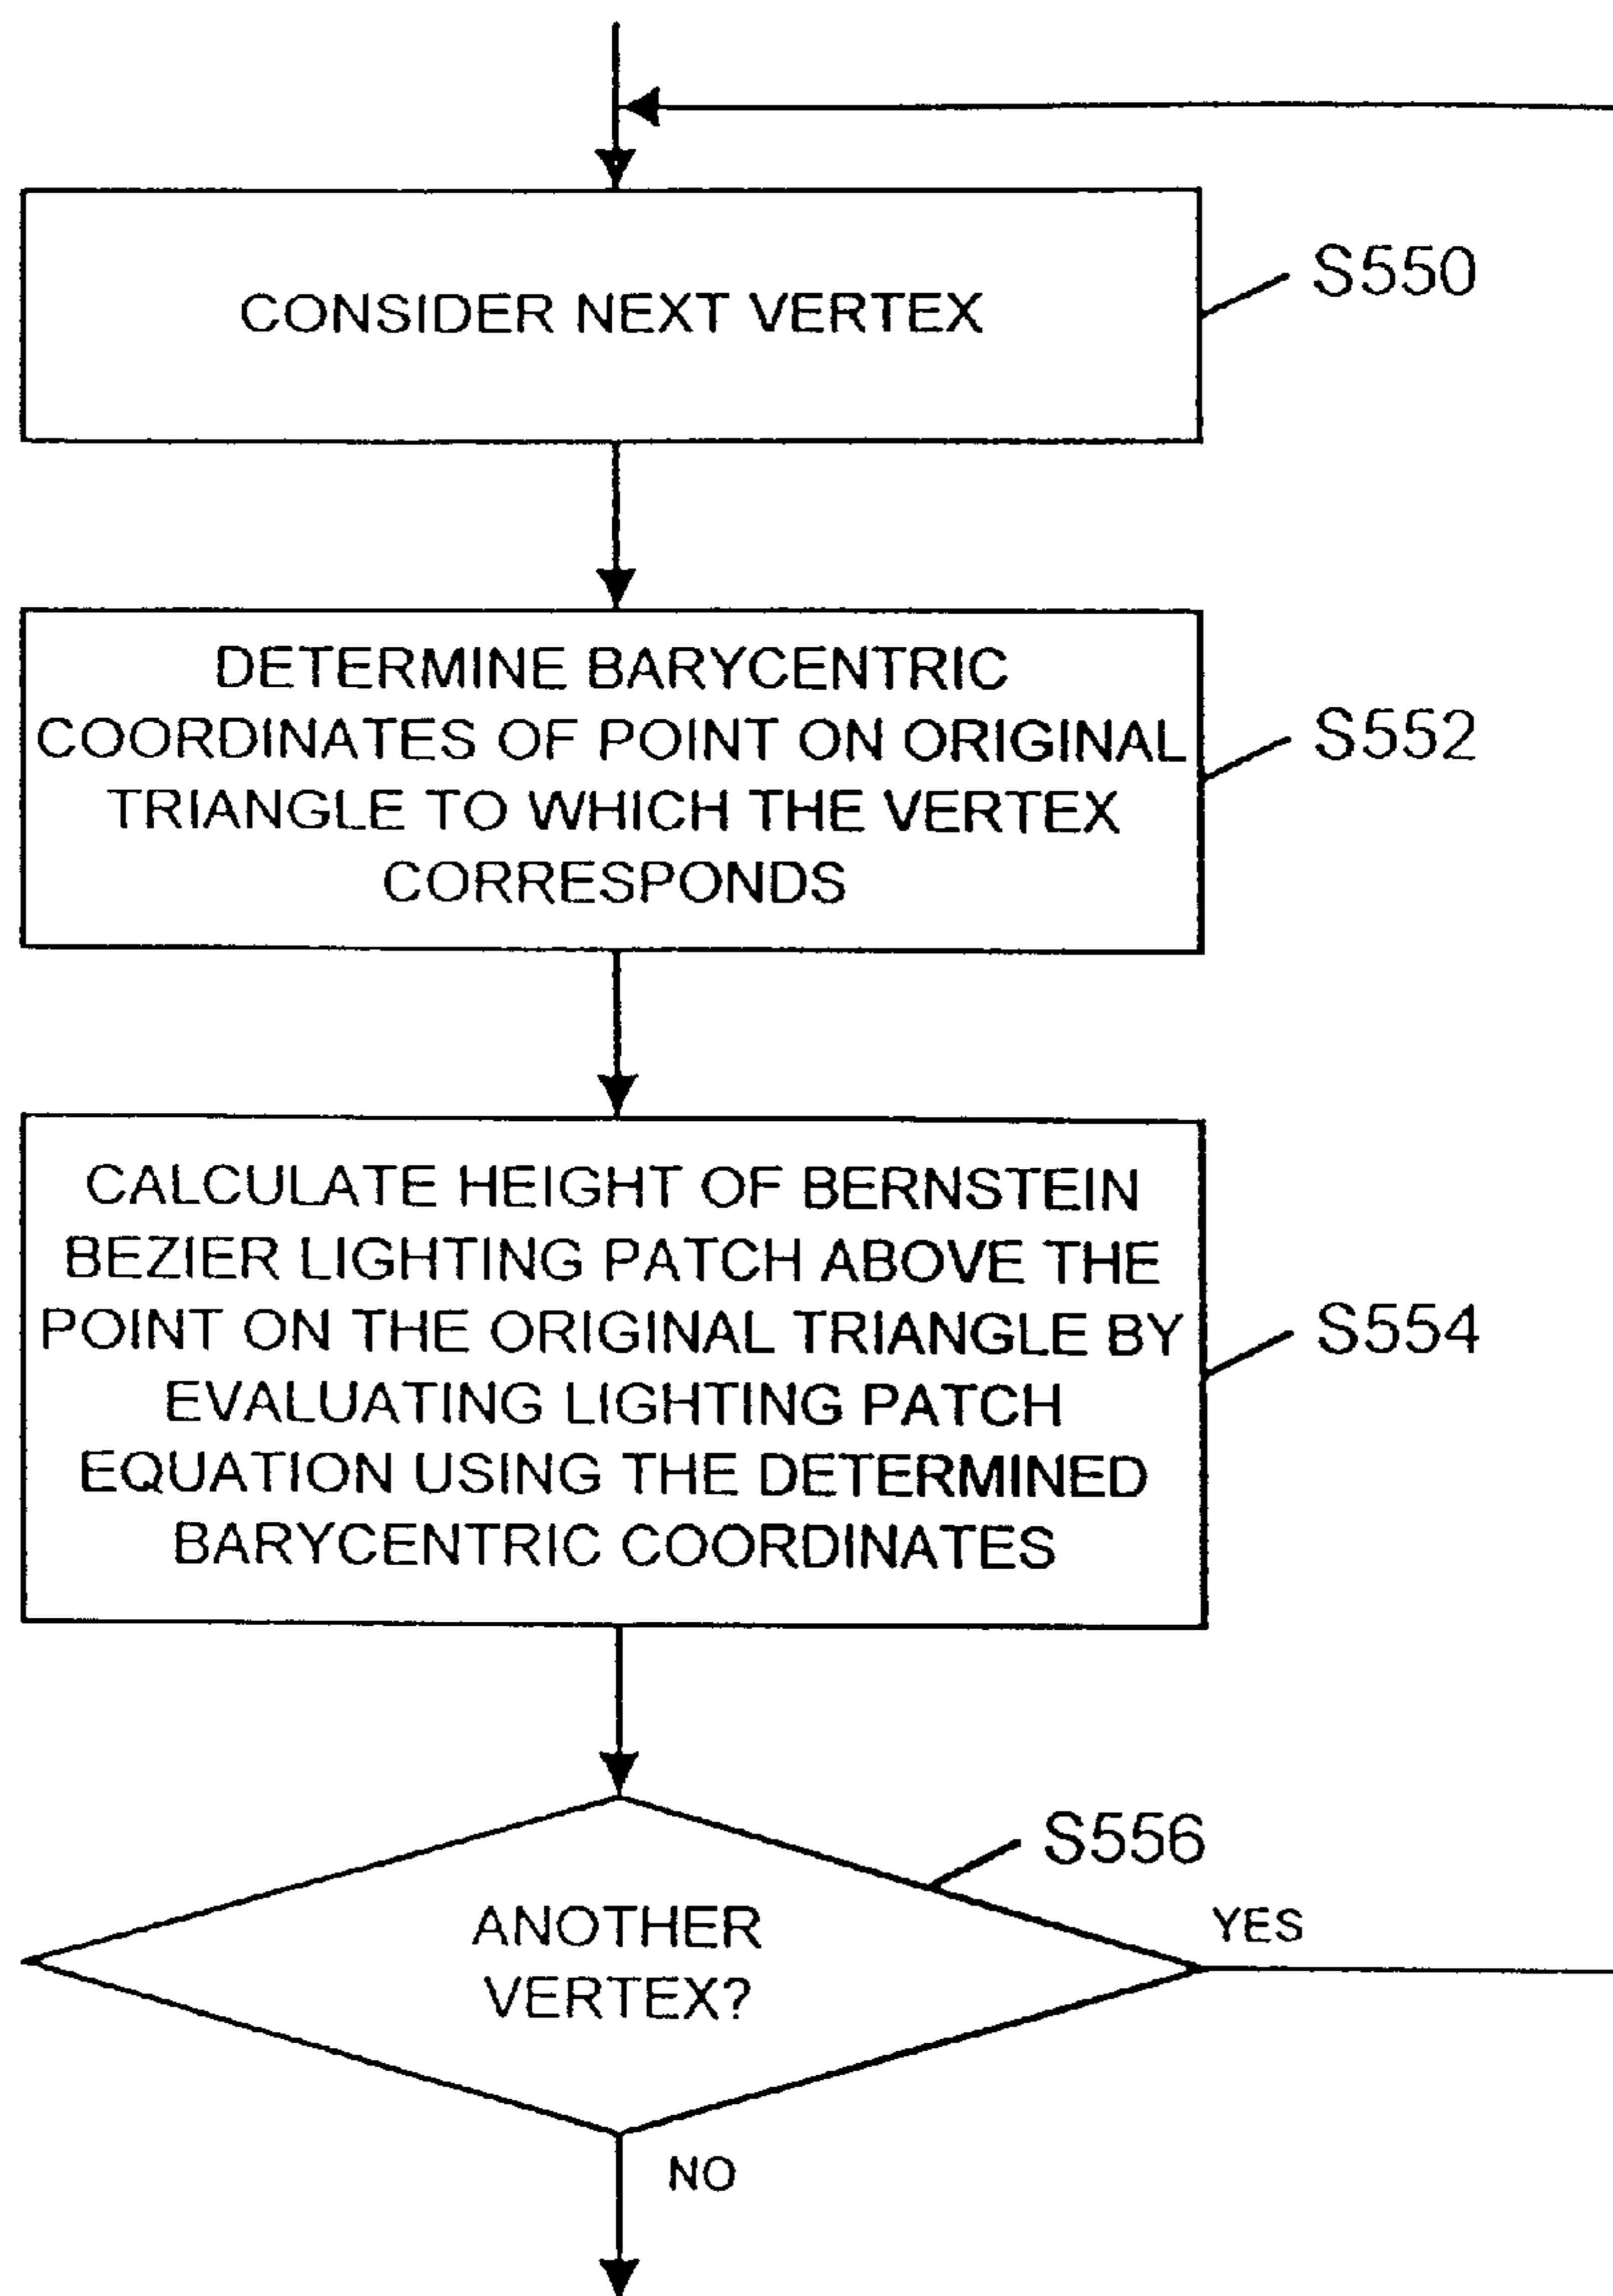 CONSIDER NEXT VERTEX
S550
DETERMINE BARYCENTRIC
COORDINATES OF POINT ON ORIGINAL
TRIANGLE TO WHICH THE VERTEX
CORRESPONDS
S552
CALCULATE HEIGHT OF BERNSTEIN
BEZIER LIGHTING PATCH ABOVE THE
POINT ON THE ORIGINAL TRIANGLE BY
EVALUATING LIGHTING PATCH
EQUATION USING THE DETERMINED
BARYCENTRIC COORDINATES
S554
S556
ANOTHER
VERTEX?
YES
NO